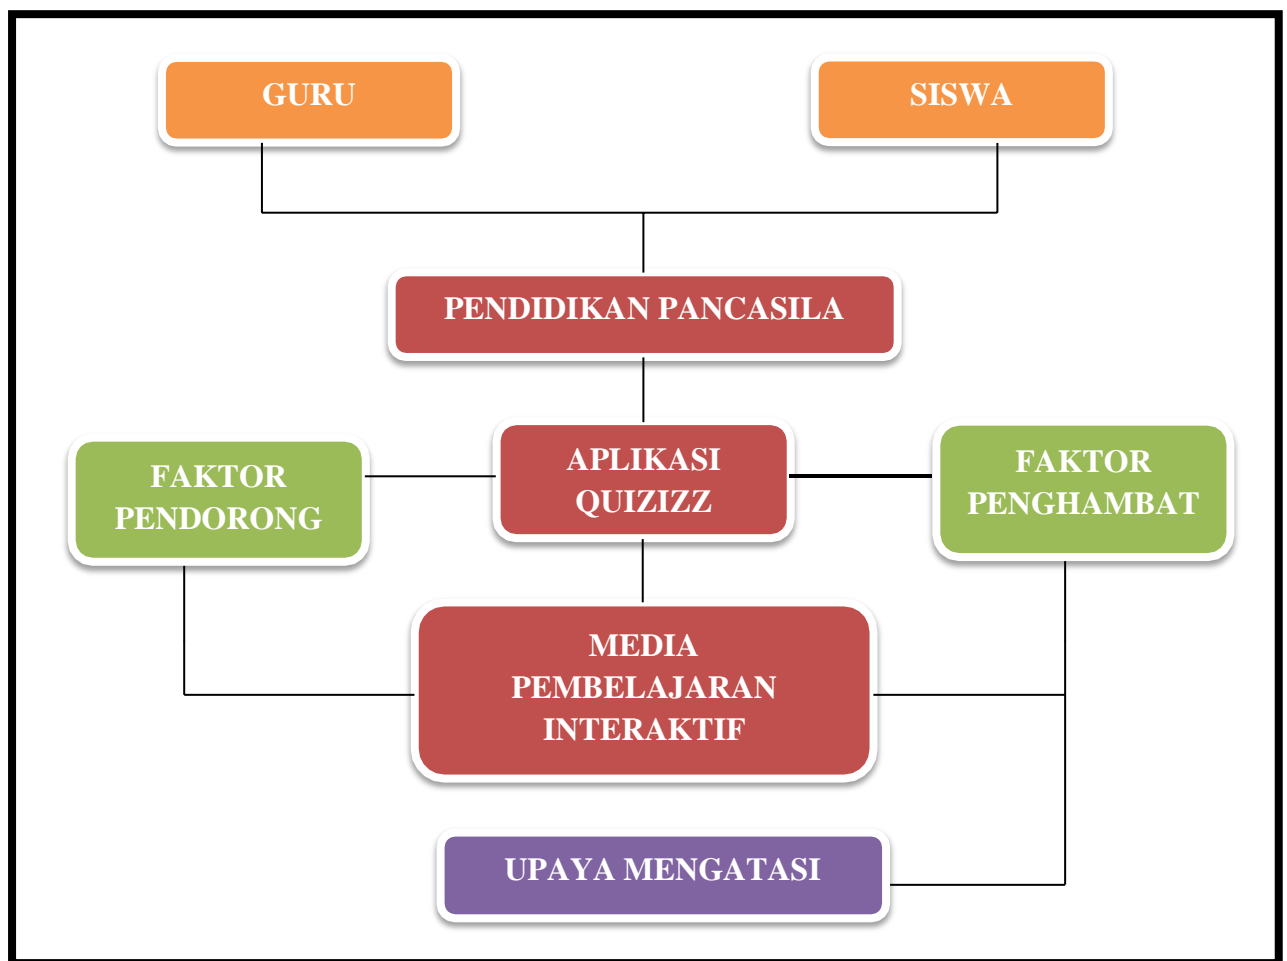 GURU
SISWA
PENDIDIKAN PANCASILA
FAKTOR
PENDORONG
APLIKASI
QUIZIZZ
FAKTOR
PENGHAMBAT
MEDIA
PEMBELAJARAN
INTERAKTIF
UPAYA MENGATASI